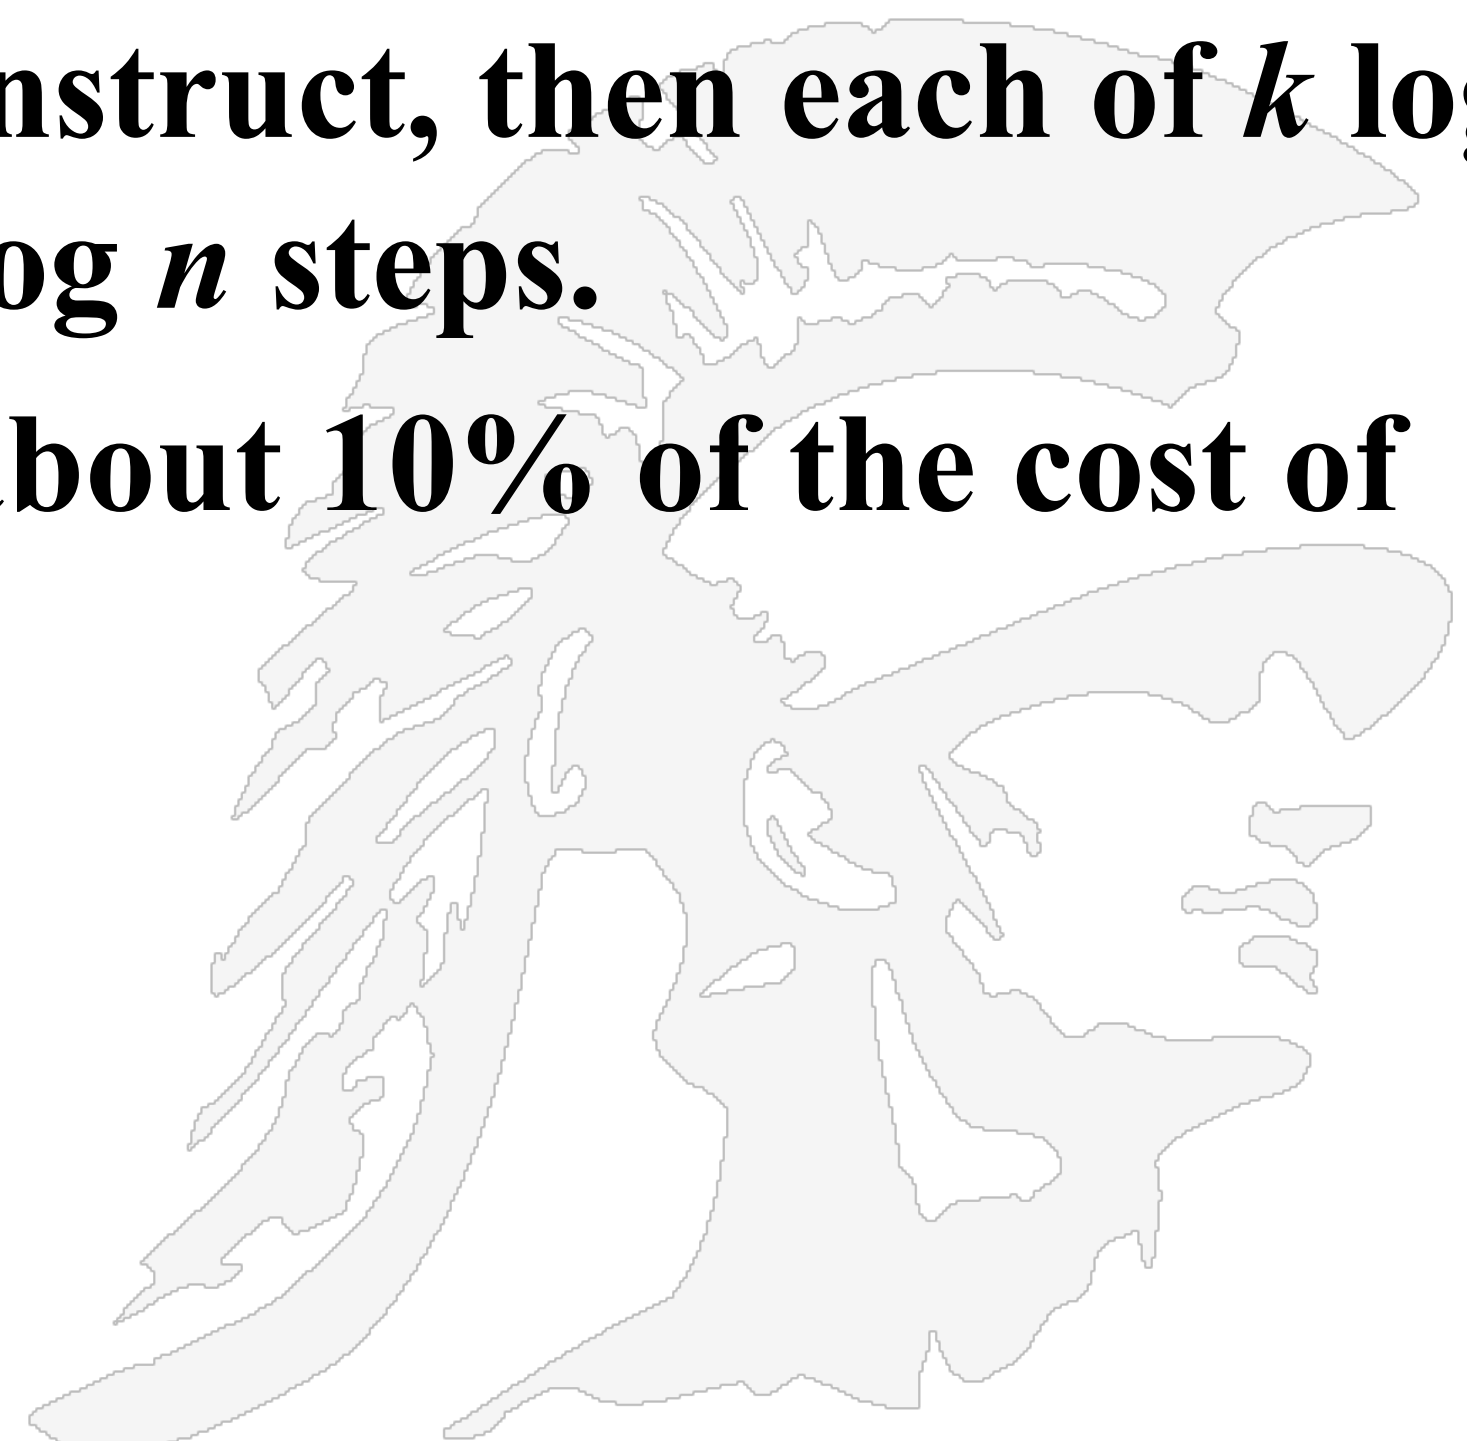 nstruct, then each of k log
og n steps.
bout 10% of the cost of